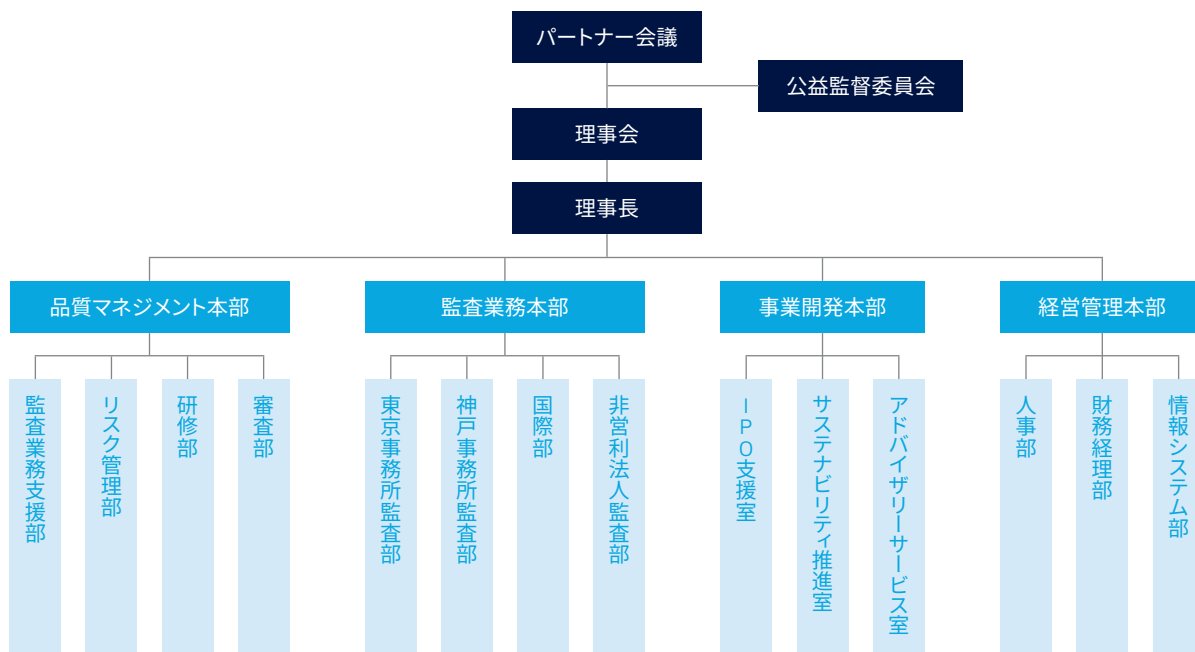 パートナー会議
公益監督委員会
理事会
理事長
品質マネジメント本部
監査業務本部
事業開発本部
経営管理本部
監査業務支援部
リスク管理部
研修部
審査部
東京事務所監査部
神戸事務所監査部
国際部
非営利法人監査部
IPO支援室
サステナビリティ推進室
アドバイザリーサービス室
人事部
財務経理部
情報システム部